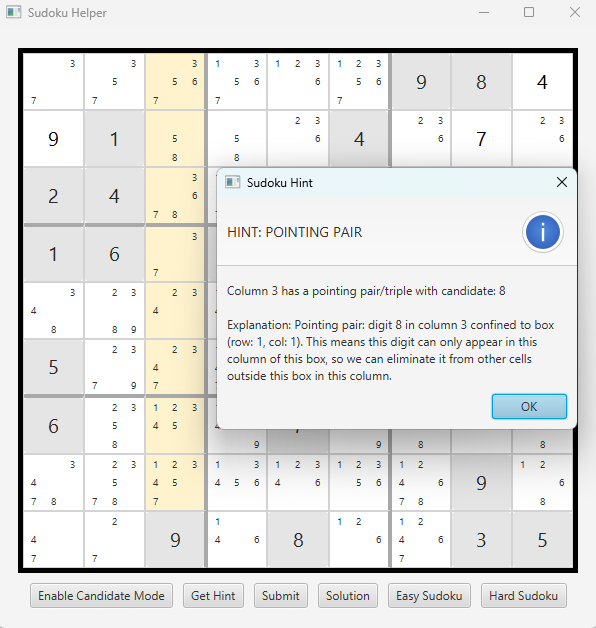 Sudoku Helper
3 3 3 1 3 1 2 3 1 2 3
5 5 6 5 6 6 5 6 9 8 4
7 7 7 7 7
2 3 2 3 2 3
9 1 5 5 6 4 6 7 6
8 8
3
2 4 6
7 8
3
1 6
7
3 2 3 2 3
4 4
8 8 9
2 3 2 3
5 4
7 9 7
2 3 1 2 3
6 5 4 5 4
8 9 9 8 8
Sudoku Hint
HINT: POINTING PAIR
Column 3 has a pointing pair/triple with candidate: 8
Explanation: Pointing pair: digit 8 in column 3 confined to box
(row: 1, col: 1). This means this digit can only appear in this
column of this box, so we can eliminate it from other cells
outside this box in this column.
OK
3 2 3 1 2 3 1 3 1 2 3 1 2 3 1 2 1 2
4 5 4 5 4 5 6 4 6 5 6 4 6 9 6
7 8 7 8 7 7 8 8
2 1 1 2 1 2
4 9 4 6 8 6 4 6 3 5
7 7 7
Enable Candidate Mode
Get Hint
Submit
Solution
Easy Sudoku
Hard Sudoku